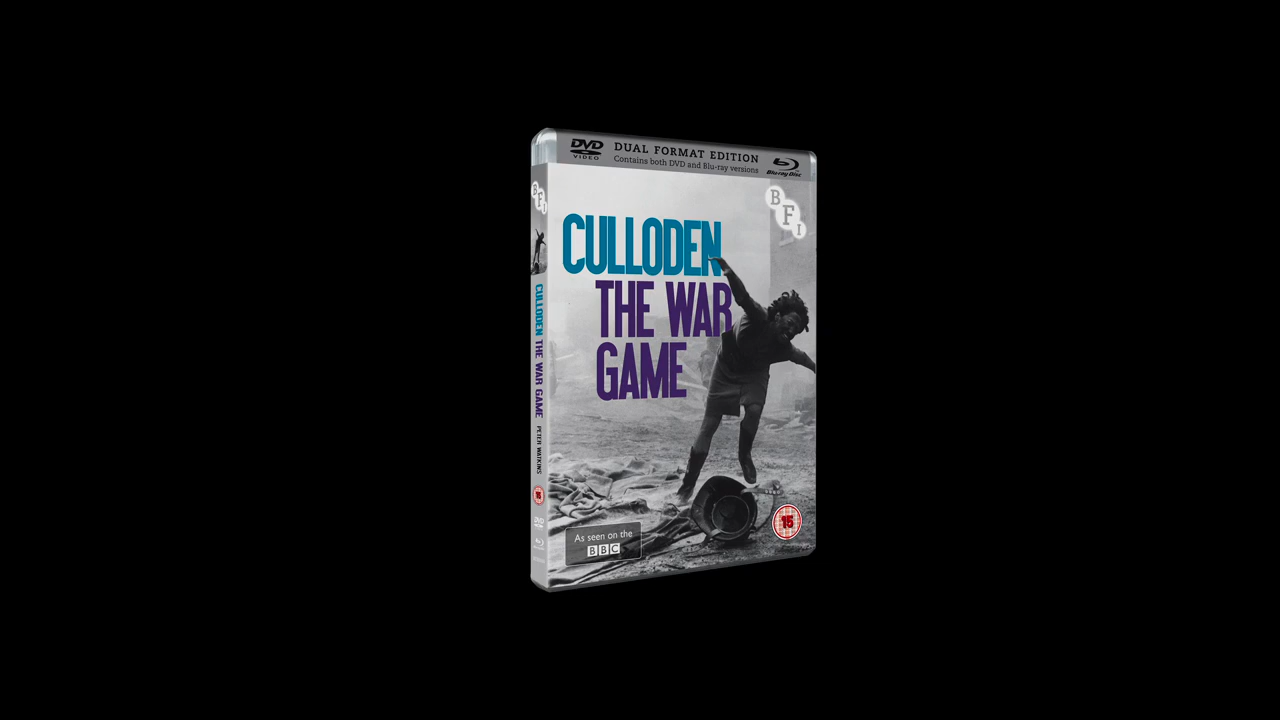 DVD
VIDEO
DUAL FORMAT EDITION
Contains both DVD and Blu-ray versions
Blu-ray Disc
BFI
CULLODEN
THE WAR
GAME
As seen on the
BBC
15
BFI
CULLODEN THE WAR GAME
PETER WATKINS
15
DVD